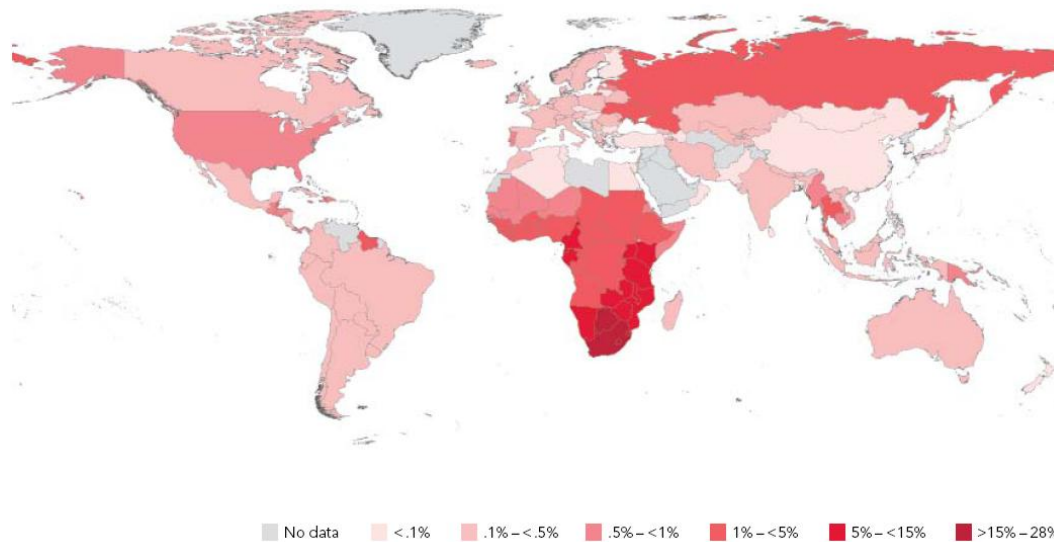 No data <.1% .1% – <.5% .5% – <1% 1% – <5% 5% – <15% >15% – 28%